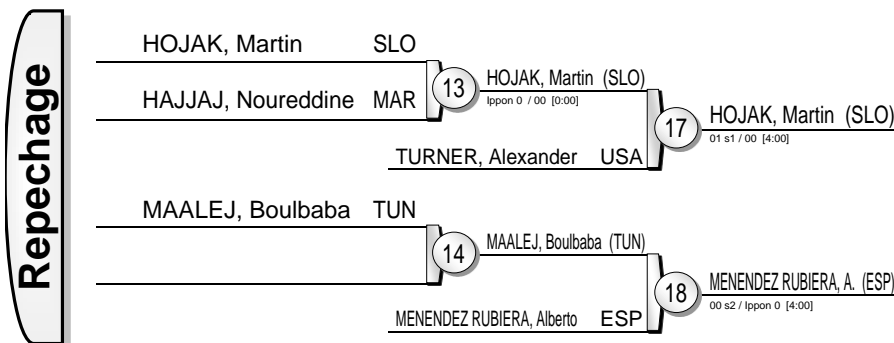 Repechage
HOJAK, Martin SLO
HAJJAJ, Noureddine MAR
13
HOJAK, Martin (SLO)
Ippon 0 / 00 [0:00]
TURNER, Alexander USA
17
HOJAK, Martin (SLO)
01 s1 / 00 [4:00]
MAALEJ, Boulbaba TUN
14
MAALEJ, Boulbaba (TUN)
MENENDEZ RUBIERA, Alberto ESP
18
MENENDEZ RUBIERA, A. (ESP)
00 s2 / Ippon 0 [4:00]